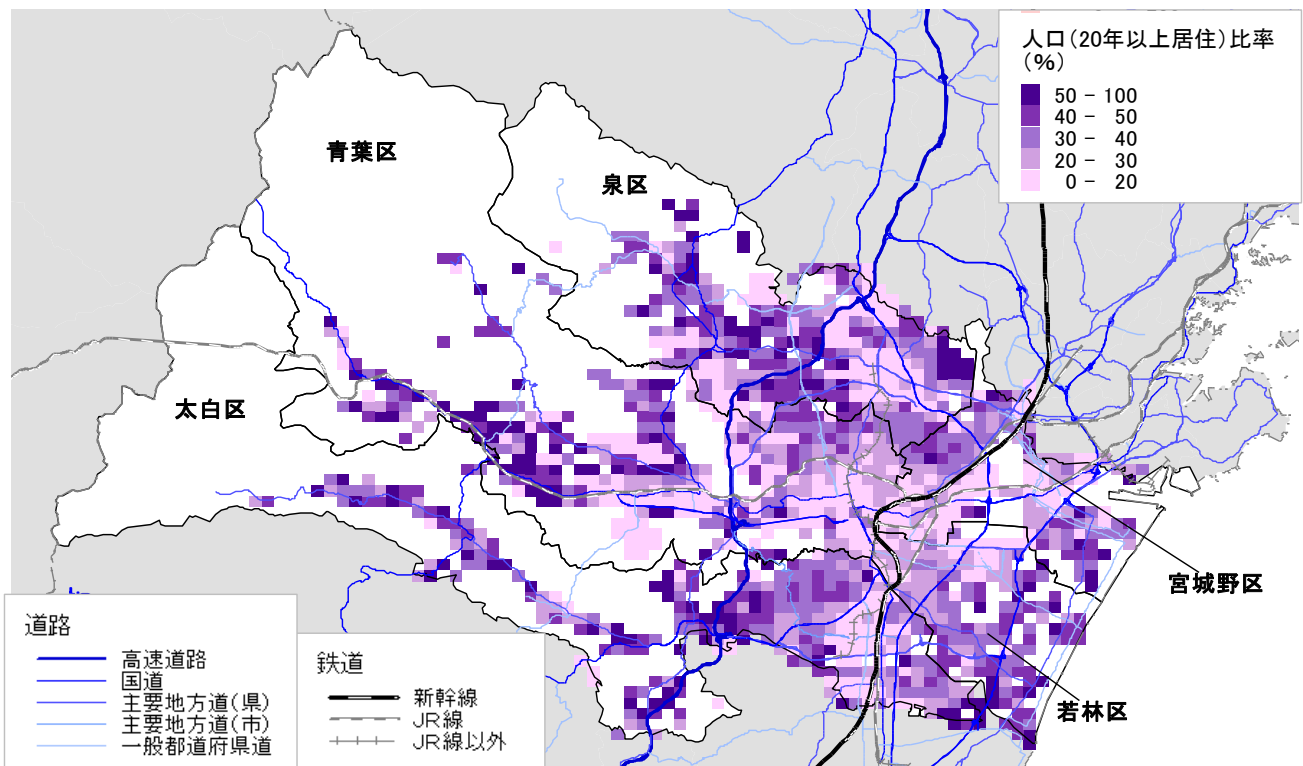 人口(20年以上居住)比率
(%)
50 - 100
40 - 50
30 - 40
20 - 30
0 - 20
青葉区
泉区
太白区
宮城野区
若林区
道路
高速道路
国道
主要地方道(県)
主要地方道(市)
一般都道府県道
鉄道
新幹線
JR線
JR線以外